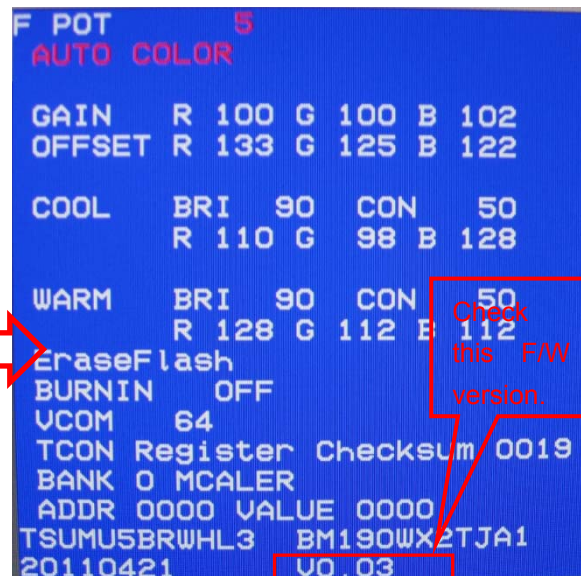 F POT 5
AUTO COLOR
GAIN R 100 G 100 B 102
OFFSET R 133 G 125 B 122
COOL BRI 90 CON 50
R 110 G 98 B 128
WARM BRI 90 CON 50
R 128 G 112 B 112
EraseFlash
BURNIN OFF
VCOM 64
TCON Register Checksum 0019
BANK 0 MCALER
ADDR 0000 VALUE 0000
TSUMU5BRWHL3 BM190WX2TJA1
20110421 V0.03
Check
this F/W
version.